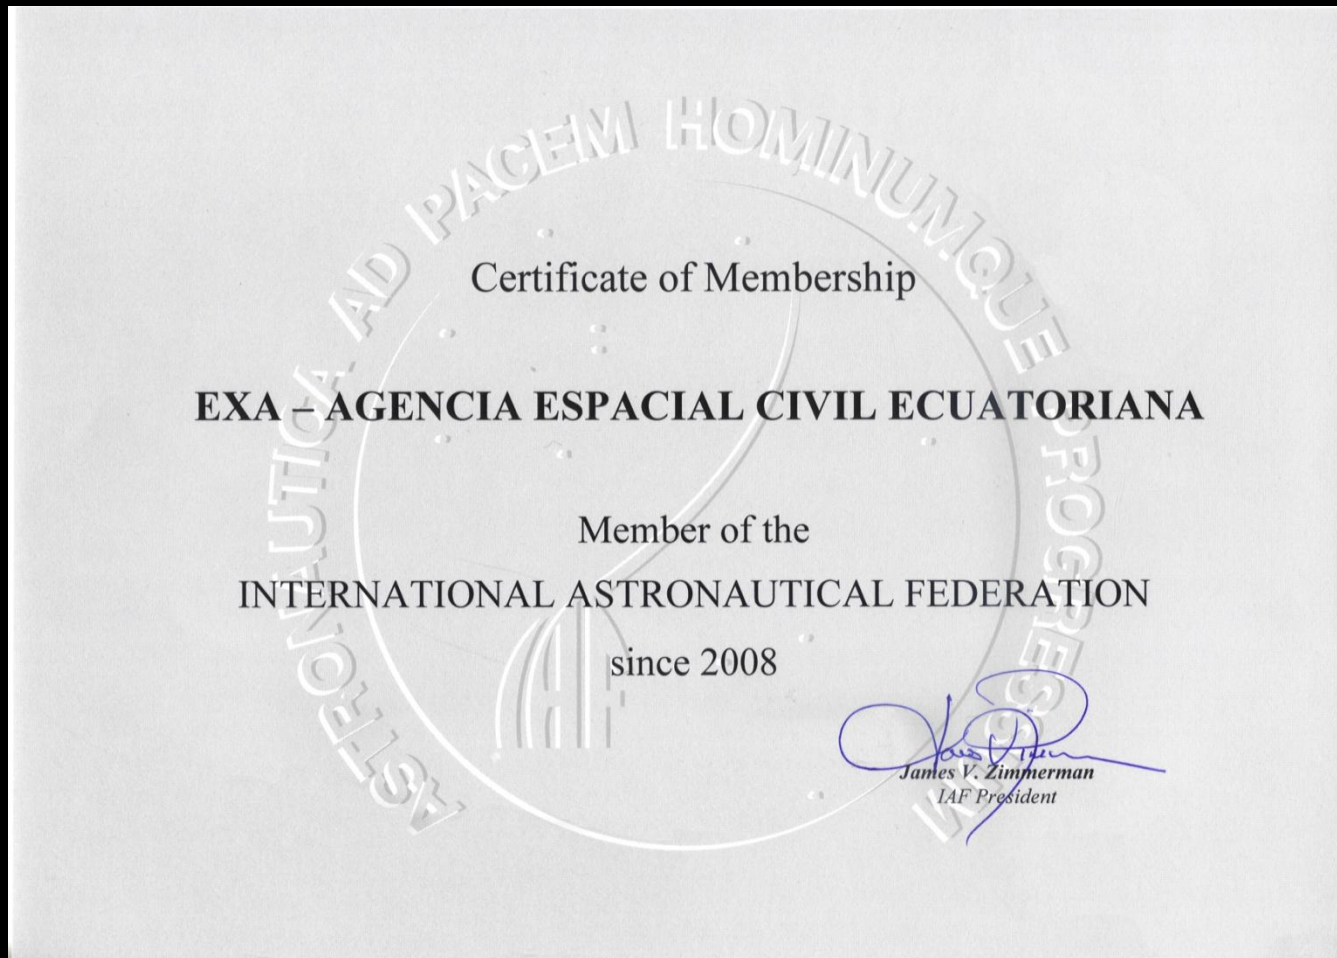 ASTRONAUTICA AD PACEM HOMINUMQUE PROGRESSUM
Certificate of Membership
EXA – AGENCIA ESPACIAL CIVIL ECUATORIANA
Member of the
INTERNATIONAL ASTRONAUTICAL FEDERATION
since 2008
James V. Zimmerman
IAF President